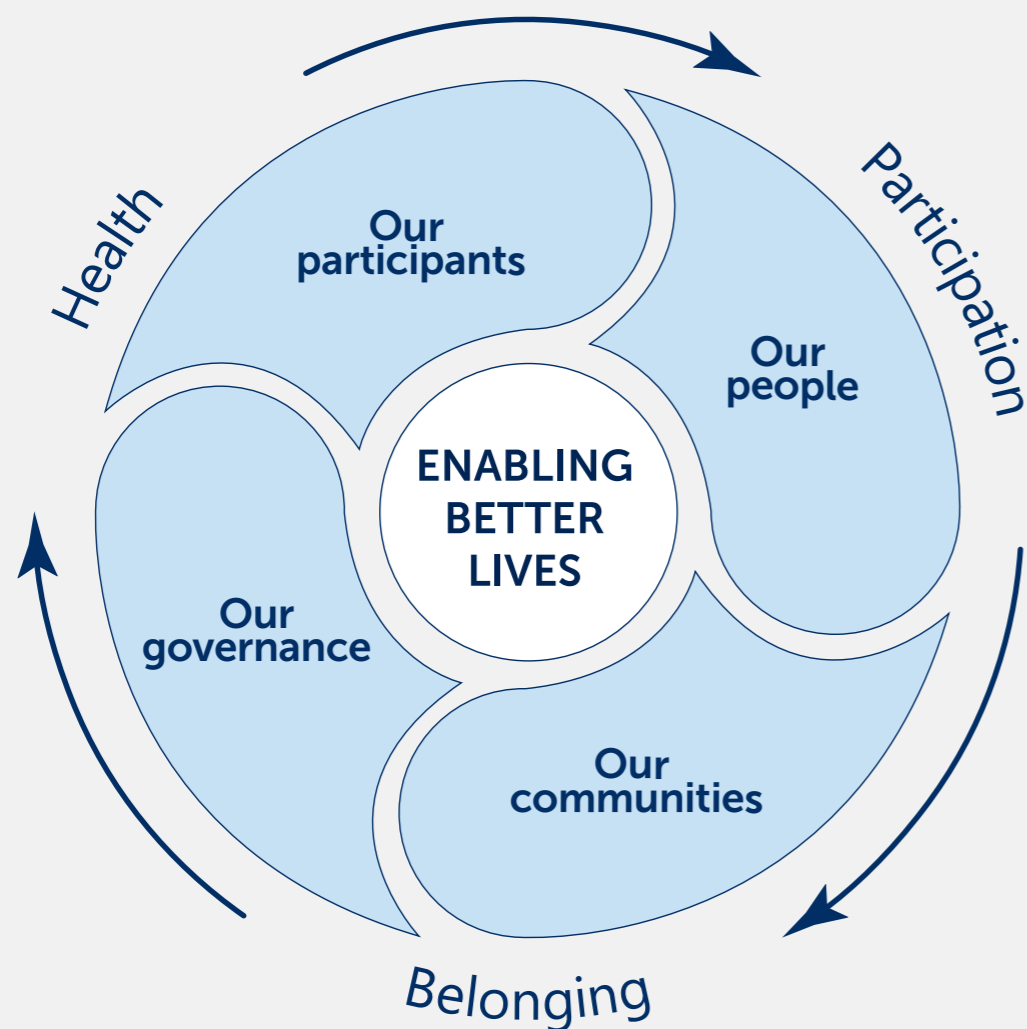 Health
Participation
Our
participants
Our
people
ENABLING
BETTER
LIVES
Our
governance
Our
communities
Belonging